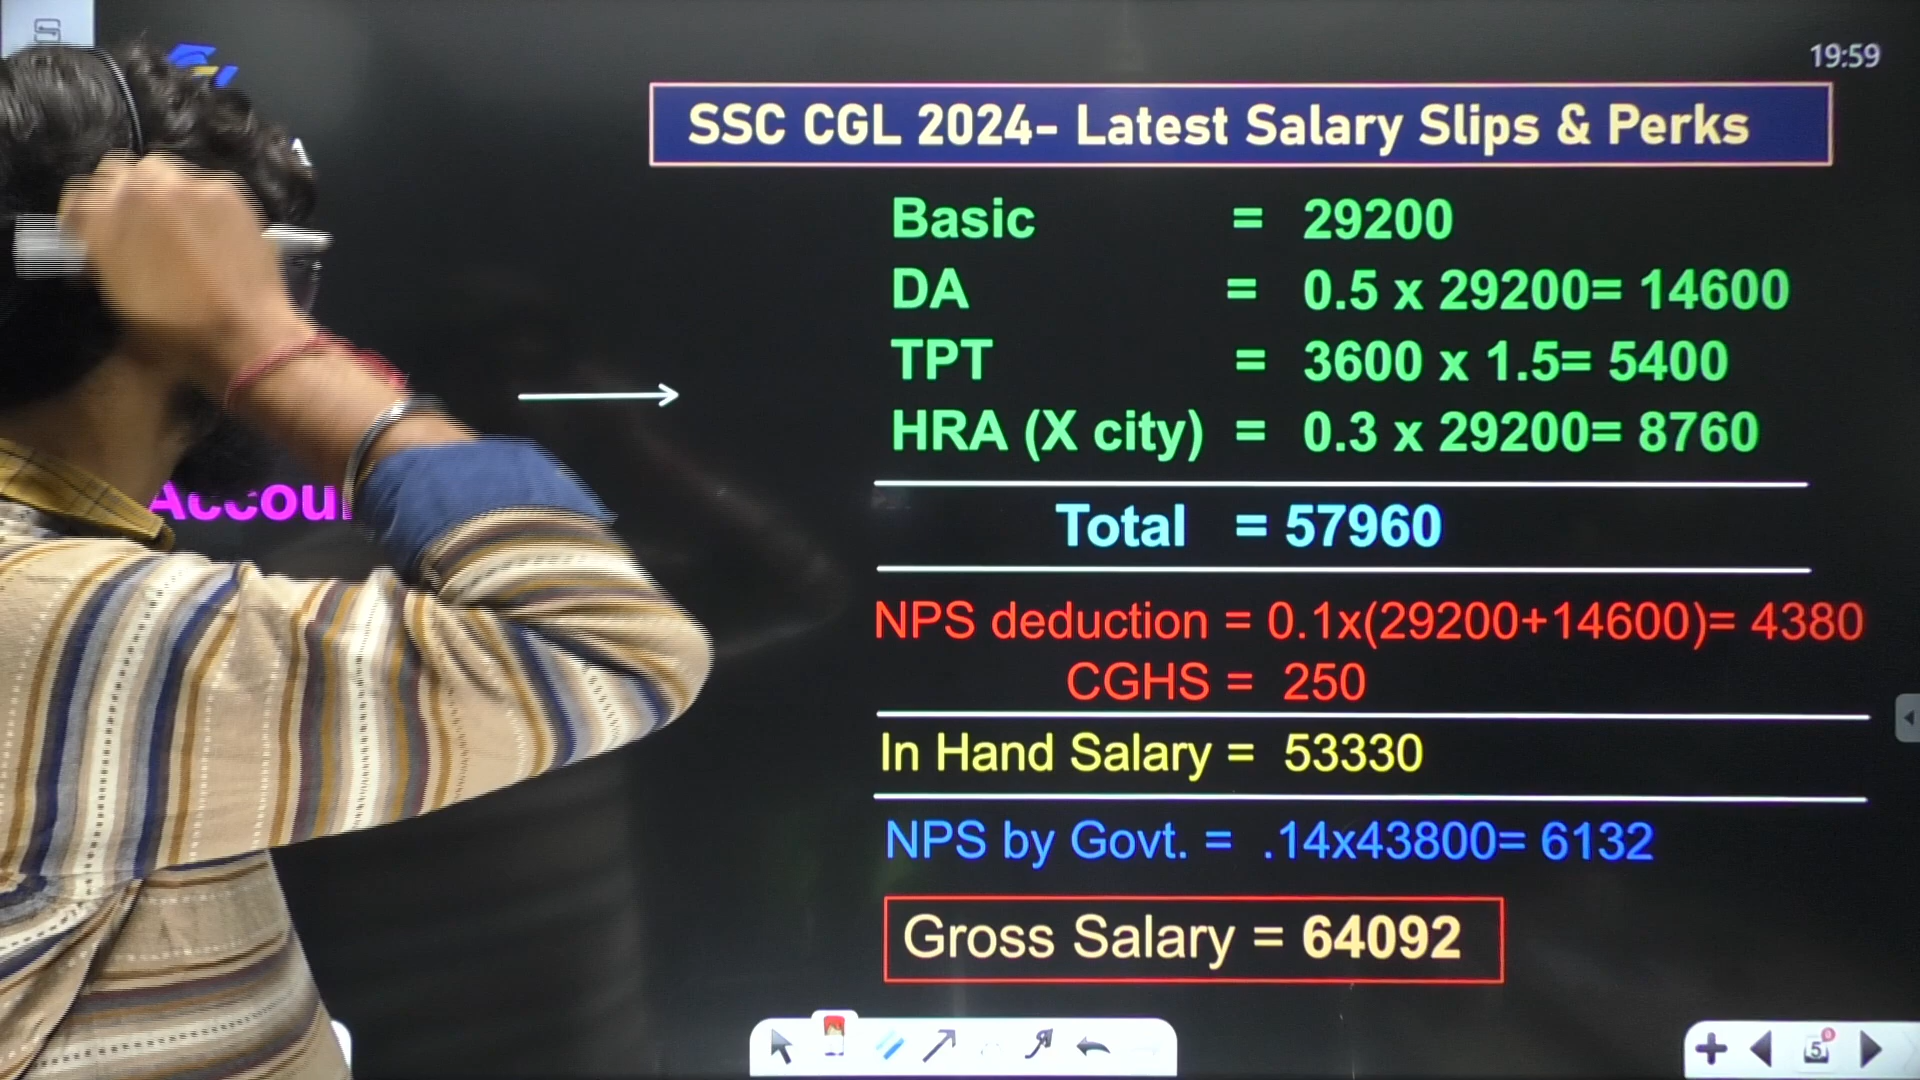 19:59
SSC CGL 2024- Latest Salary Slips & Perks
Basic = 29200
DA = 0.5 x 29200= 14600
TPT = 3600 x 1.5= 5400
HRA (X city) = 0.3 x 29200= 8760
Total = 57960
NPS deduction = 0.1x(29200+14600)= 4380
CGHS = 250
In Hand Salary = 53330
NPS by Govt. = .14x43800= 6132
Gross Salary = 64092
5